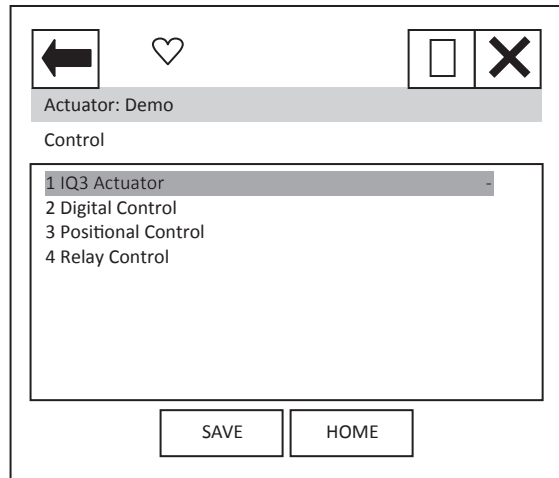 Actuator: Demo
Control
1 IQ3 Actuator -
2 Digital Control
3 Positional Control
4 Relay Control
SAVE HOME